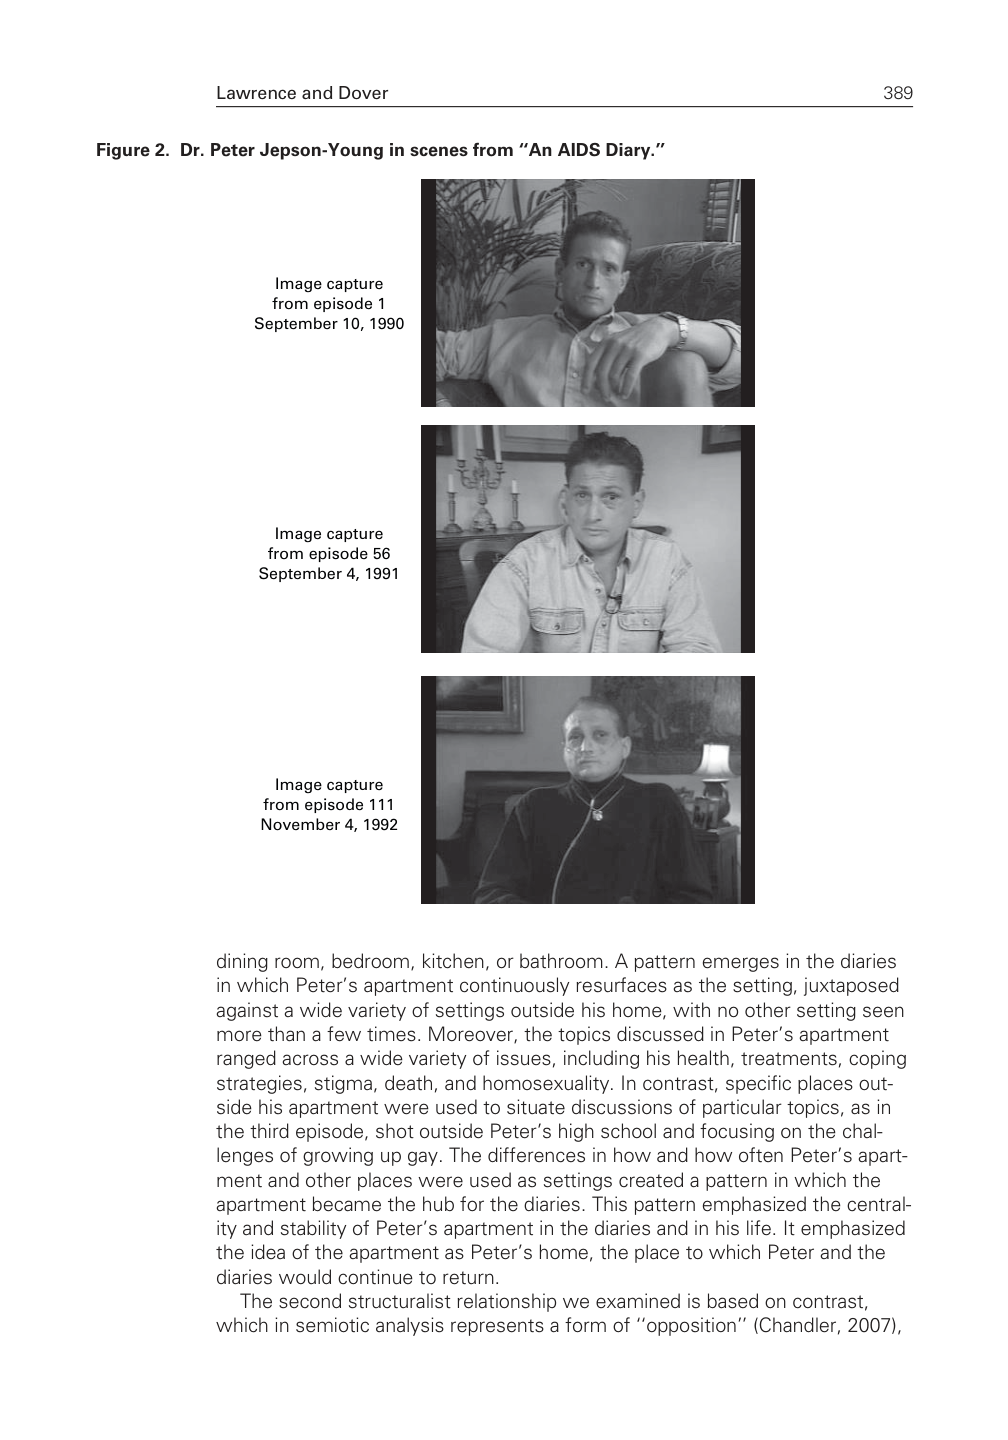 Lawrence and Dover 389
Figure 2. Dr. Peter Jepson-Young in scenes from “An AIDS Diary.”
Image capture
from episode 1
September 10, 1990
Image capture
from episode 56
September 4, 1991
Image capture
from episode 111
November 4, 1992
dining room, bedroom, kitchen, or bathroom. A pattern emerges in the diaries
in which Peter’s apartment continuously resurfaces as the setting, juxtaposed
against a wide variety of settings outside his home, with no other setting seen
more than a few times. Moreover, the topics discussed in Peter’s apartment
ranged across a wide variety of issues, including his health, treatments, coping
strategies, stigma, death, and homosexuality. In contrast, specific places out-
side his apartment were used to situate discussions of particular topics, as in
the third episode, shot outside Peter’s high school and focusing on the chal-
lenges of growing up gay. The differences in how and how often Peter’s apart-
ment and other places were used as settings created a pattern in which the
apartment became the hub for the diaries. This pattern emphasized the central-
ity and stability of Peter’s apartment in the diaries and in his life. It emphasized
the idea of the apartment as Peter’s home, the place to which Peter and the
diaries would continue to return.
The second structuralist relationship we examined is based on contrast,
which in semiotic analysis represents a form of ‘‘opposition’’ (Chandler, 2007),